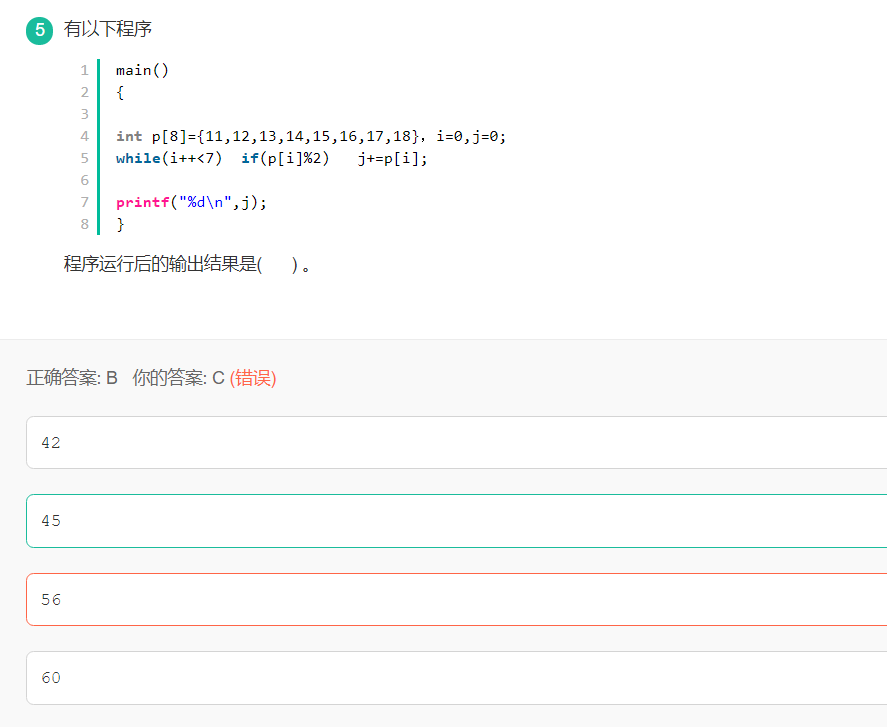 5 有以下程序
1 main()
2 {
3
4 int p[8]={11,12,13,14,15,16,17,18}, i=0,j=0;
5 while(i++<7)  if(p[i]%2)   j+=p[i];
6
7 printf("%d\n",j);
8 }
程序运行后的输出结果是(      ) 。
正确答案: B   你的答案: C (错误)
42
45
56
60